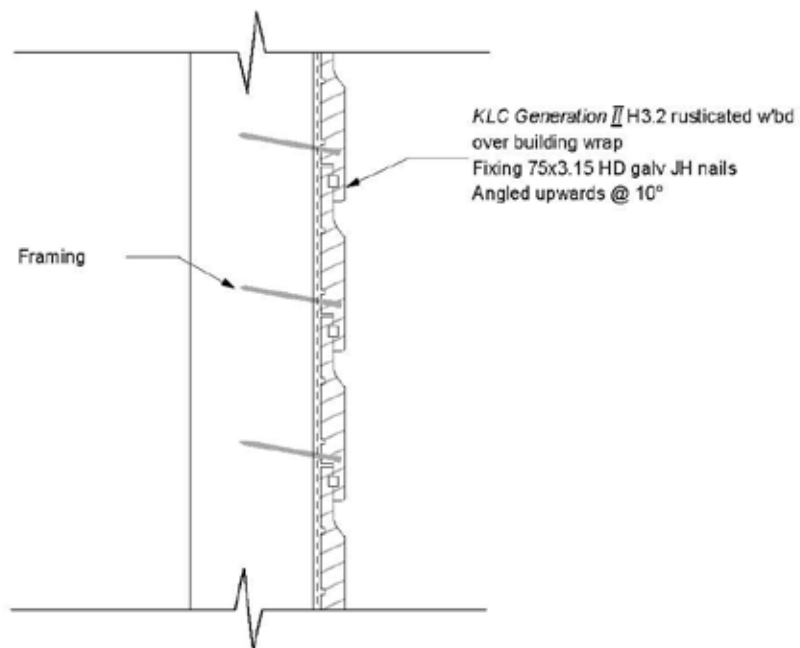 KLC Generation II H3.2 rusticated w'bd
over building wrap
Fixing 75x3.15 HD galv JH nails
Angled upwards @ 10°
Framing